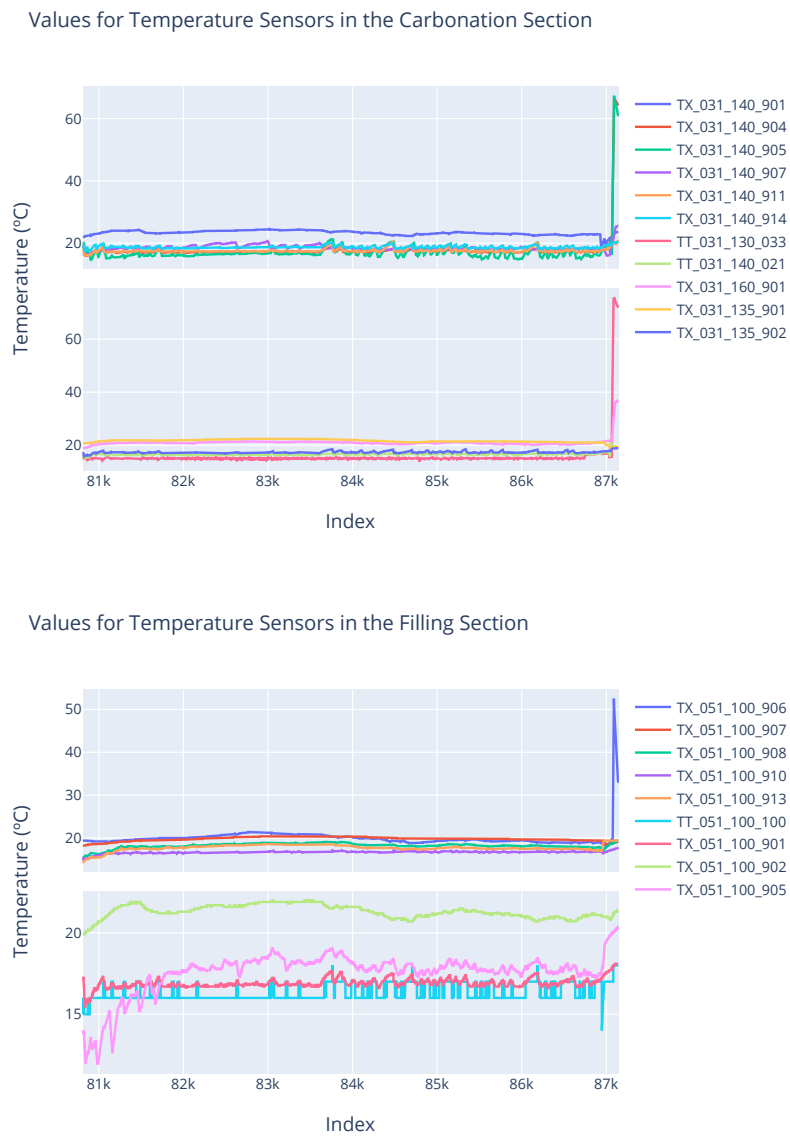 Values for Temperature Sensors in the Carbonation Section
60
40
20
60
40
20
Temperature (ºC)
81k
82k
83k
84k
85k
86k
87k
Index
TX_031_140_901
TX_031_140_904
TX_031_140_905
TX_031_140_907
TX_031_140_911
TX_031_140_914
TT_031_130_033
TT_031_140_021
TX_031_160_901
TX_031_135_901
TX_031_135_902
Values for Temperature Sensors in the Filling Section
50
40
30
20
20
15
Temperature (ºC)
81k
82k
83k
84k
85k
86k
87k
Index
TX_051_100_906
TX_051_100_907
TX_051_100_908
TX_051_100_910
TX_051_100_913
TT_051_100_100
TX_051_100_901
TX_051_100_902
TX_051_100_905